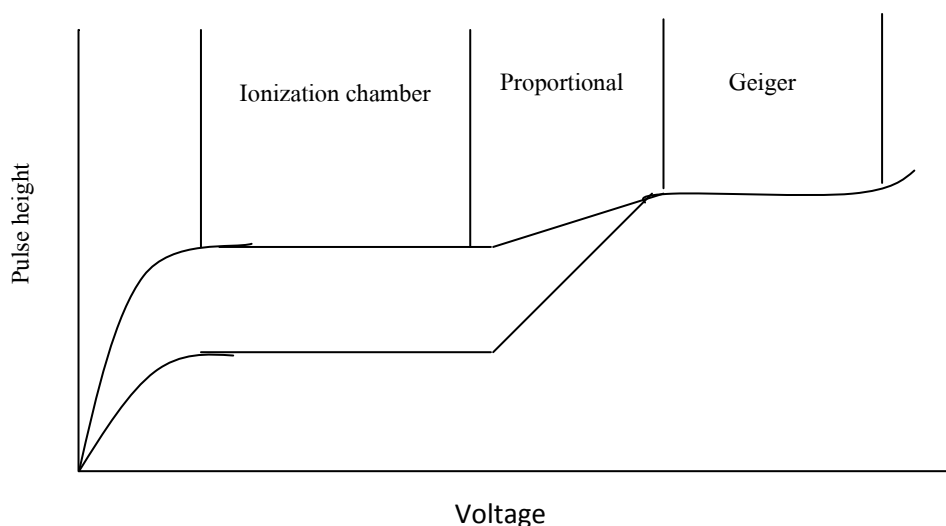 Ionization chamber
Proportional
Geiger
Pulse height
Voltage